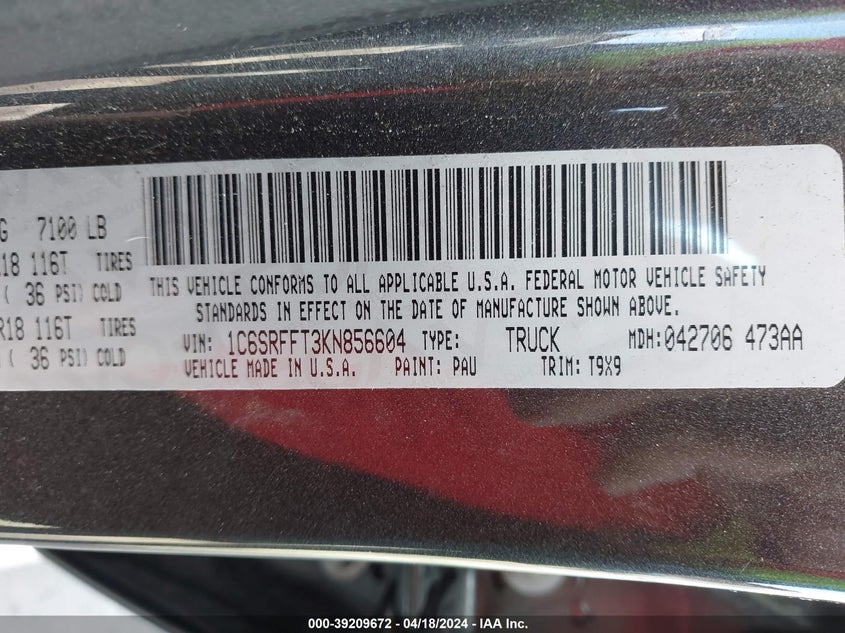 G 7100 LB
R18 116T TIRES
( 36 PSI) COLD
R18 116T TIRES
( 36 PSI) COLD
THIS VEHICLE CONFORMS TO ALL APPLICABLE U.S.A. FEDERAL MOTOR VEHICLE SAFETY
STANDARDS IN EFFECT ON THE DATE OF MANUFACTURE SHOWN ABOVE.
VIN: 1C6SRFFT3KN856604 TYPE: TRUCK MDH: 042706 473AA
VEHICLE MADE IN U.S.A. PAINT: PAU TRIM: T9X9
000-39209672 - 04/18/2024 - IAA Inc.